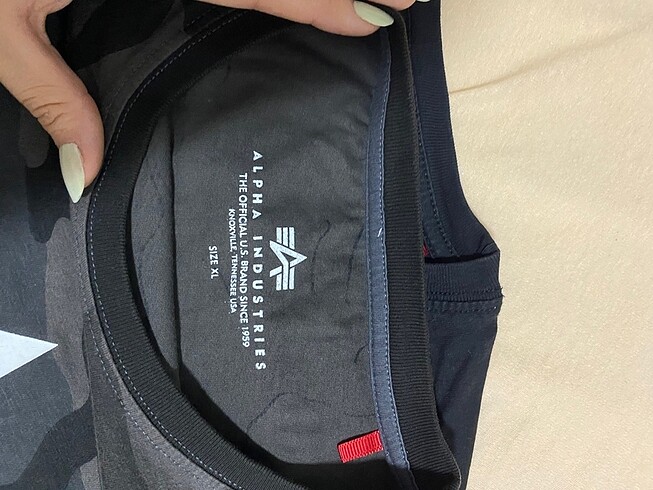 ALPHA INDUSTRIES
THE OFFICIAL U.S. BRAND SINCE 1959
KNOXVILLE, TENNESSEE USA
SIZE XL